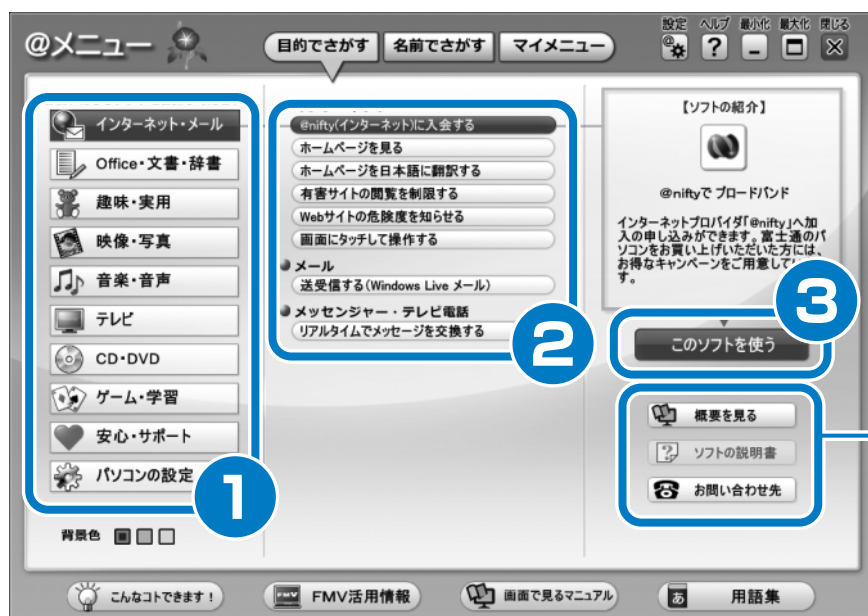 設定 ヘルプ 最小化 最大化 閉じる
@メニュー
目的でさがす 名前でさがす マイメニュー
インターネット・メール
Office・文書・辞書
趣味・実用
映像・写真
音楽・音声
テレビ
CD・DVD
ゲーム・学習
安心・サポート
パソコンの設定
1
背景色
@nifty(インターネット)に入会する
ホームページを見る
ホームページを日本語に翻訳する
有害サイトの閲覧を制限する
Webサイトの危険度を知らせる
画面にタッチして操作する
メール
送受信する(Windows Live メール)
メッセンジャー・テレビ電話
リアルタイムでメッセージを交換する
2
【ソフトの紹介】
@niftyで ブロードバンド
インターネットプロバイダ「@nifty」へ加
入の申し込みができます。富士通のパ
ソコンをお買い上げいただいた方には、
お得なキャンペーンをご用意して
す。
3
このソフトを使う
概要を見る
ソフトの説明書
お問い合わせ先
こんなコトできます! FMV活用情報 画面で見るマニュアル あ 用語集